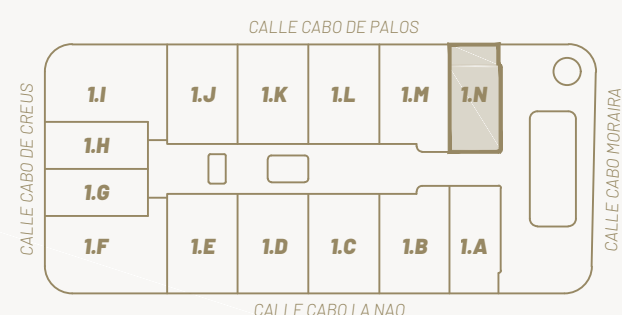 CALLE CABO DE PALOS
1.I
1.J
1.K
1.L
1.M
1.N
1.H
1.G
CALLE CABO DE CREUS
CALLE CABO MORAIRA
1.F
1.E
1.D
1.C
1.B
1.A
CALLE CABO LA NAO